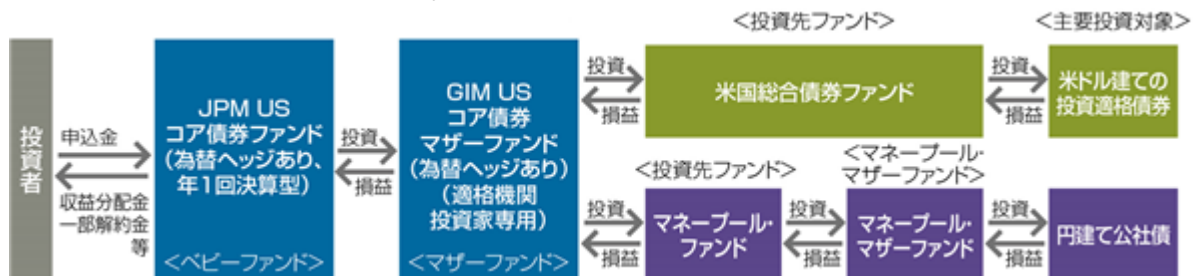 投資者
申込金
収益分配金
一部解約金
等
JPM US
コア債券ファンド
(為替ヘッジあり、
年1回決算型)
<ベビーファンド>
投資
損益
GIM US
コア債券
マザーファンド
(為替ヘッジあり)
(適格機関
投資家専用)
<マザーファンド>
投資
損益
<投資先ファンド>
米国総合債券ファンド
投資
損益
<主要投資対象>
米ドル建ての
投資適格債券
投資
損益
<投資先ファンド>
マネープール・
ファンド
投資
損益
<マネープール・
マザーファンド>
マネープール・
マザーファンド
投資
損益
円建て公社債